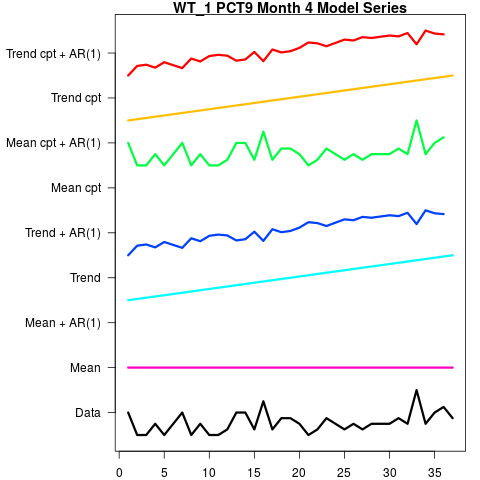 WT_1 PCT9 Month 4 Model Series
Trend cpt + AR(1)
Trend cpt
Mean cpt + AR(1)
Mean cpt
Trend + AR(1)
Trend
Mean + AR(1)
Mean
Data
0 5 10 15 20 25 30 35